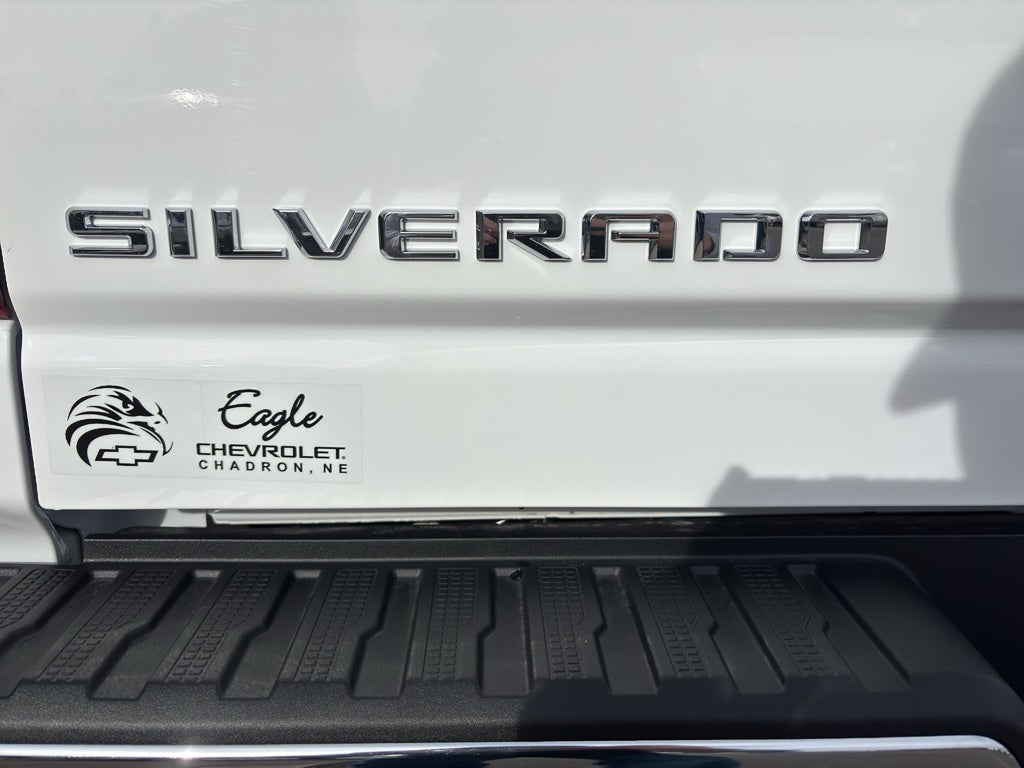 SILVERADO
Eagle
CHEVROLET
CHADRON, NE